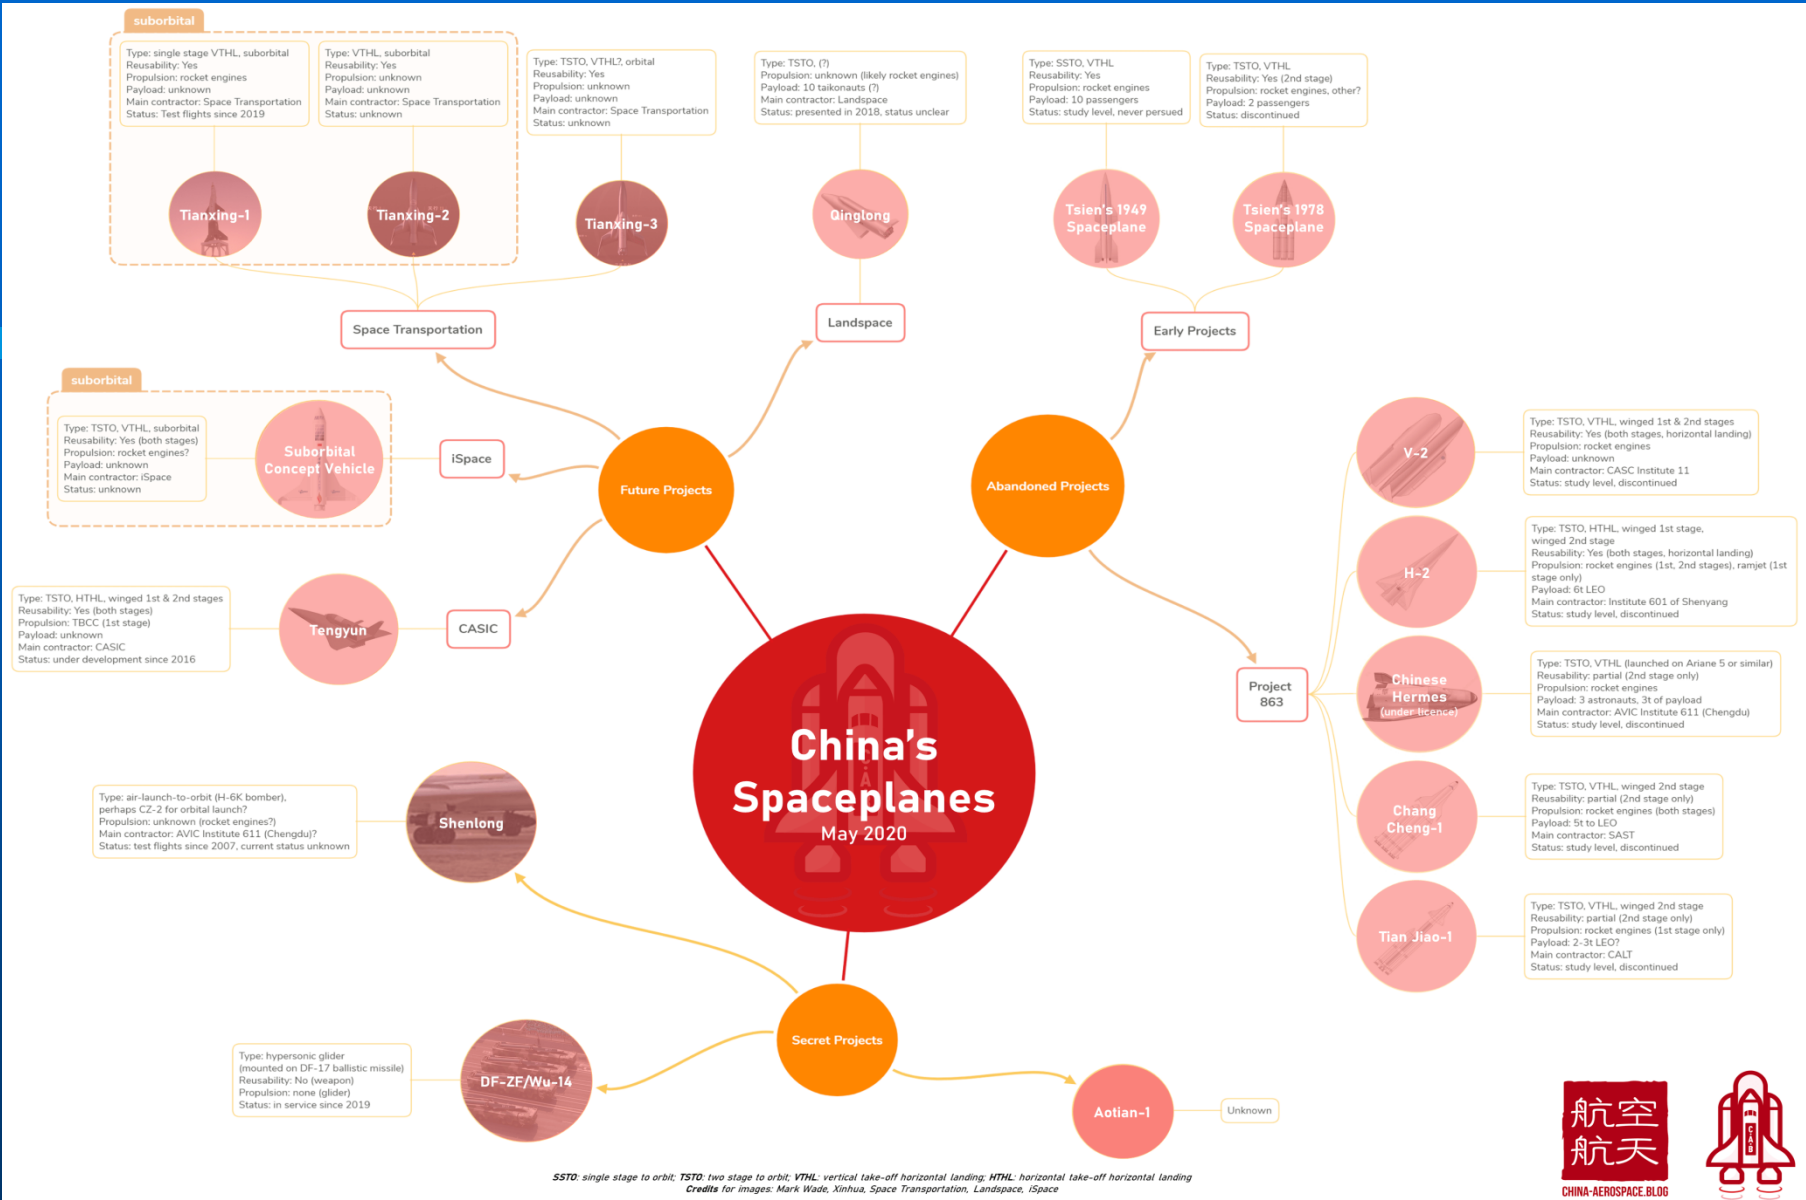 suborbital
Type: single stage VTHL, suborbital
Reusability: Yes
Propulsion: rocket engines
Payload: unknown
Main contractor: Space Transportation
Status: Test flights since 2019
Type: VTHL, suborbital
Reusability: Yes
Propulsion: unknown
Payload: unknown
Main contractor: Space Transportation
Status: unknown
Type: TSTO, VTHL?, orbital
Reusability: Yes
Propulsion: unknown
Payload: unknown
Main contractor: Space Transportation
Status: unknown
Type: TSTO, (?)
Propulsion: unknown (likely rocket engines)
Payload: 10 taikonauts (?)
Main contractor: Landspace
Status: presented in 2018, status unclear
Type: SSTO, VTHL
Reusability: Yes
Propulsion: rocket engines
Payload: 10 passengers
Status: study level, never persued
Type: TSTO, VTHL
Reusability: Yes (2nd stage)
Propulsion: rocket engines, other?
Payload: 2 passengers
Status: discontinued
Tianxing-1
Tianxing-2
Tianxing-3
Qinglong
Tsien's 1949
Spaceplane
Tsien's 1978
Spaceplane
Space Transportation
Landspace
Early Projects
suborbital
Type: TSTO, VTHL, suborbital
Reusability: Yes (both stages)
Propulsion: rocket engines?
Payload: unknown
Main contractor: iSpace
Status: unknown
Suborbital
Concept Vehicle
iSpace
Future Projects
Abandoned Projects
V-2
Type: TSTO, VTHL, winged 1st & 2nd stages
Reusability: Yes (both stages, horizontal landing)
Propulsion: rocket engines
Payload: unknown
Main contractor: CASC Institute 11
Status: study level, discontinued
H-2
Type: TSTO, HTHL, winged 1st stage,
winged 2nd stage
Reusability: Yes (both stages, horizontal landing)
Propulsion: rocket engines (1st, 2nd stages), ramjet (1st
stage only)
Payload: 6t LEO
Main contractor: Institute 601 of Shenyang
Status: study level, discontinued
Type: TSTO, HTHL, winged 1st & 2nd stages
Reusability: Yes (both stages)
Propulsion: TBCC (1st stage)
Payload: unknown
Main contractor: CASIC
Status: under development since 2016
Tengyun
CASIC
Project
863
Chinese
Hermes
(under licence)
Type: TSTO, VTHL (launched on Ariane 5 or similar)
Reusability: partial (2nd stage only)
Propulsion: rocket engines
Payload: 3 astronauts, 3t of payload
Main contractor: AVIC Institute 611 (Chengdu)
Status: study level, discontinued
China's
Spaceplanes
May 2020
Type: air-launch-to-orbit (H-6K bomber),
perhaps CZ-2 for orbital launch?
Propulsion: unknown (rocket engines?)
Main contractor: AVIC Institute 611 (Chengdu)?
Status: test flights since 2007, current status unknown
Shenlong
Chang
Cheng-1
Type: TSTO, VTHL, winged 2nd stage
Reusability: partial (2nd stage only)
Propulsion: rocket engines (both stages)
Payload: 5t to LEO
Main contractor: SAST
Status: study level, discontinued
Tian Jiao-1
Type: TSTO, VTHL, winged 2nd stage
Reusability: partial (2nd stage only)
Propulsion: rocket engines (1st stage only)
Payload: 2-3t LEO?
Main contractor: CALT
Status: study level, discontinued
Secret Projects
Type: hypersonic glider
(mounted on DF-17 ballistic missile)
Reusability: No (weapon)
Propulsion: none (glider)
Status: in service since 2019
DF-ZF/Wu-14
Aotian-1
Unknown
航空
航天
CHINA-AEROSPACE.BLOG
CAB
SSTO: single stage to orbit; TSTO: two stage to orbit; VTHL: vertical take-off horizontal landing; HTHL: horizontal take-off horizontal landing
Credits for images: Mark Wade, Xinhua, Space Transportation, Landspace, iSpace